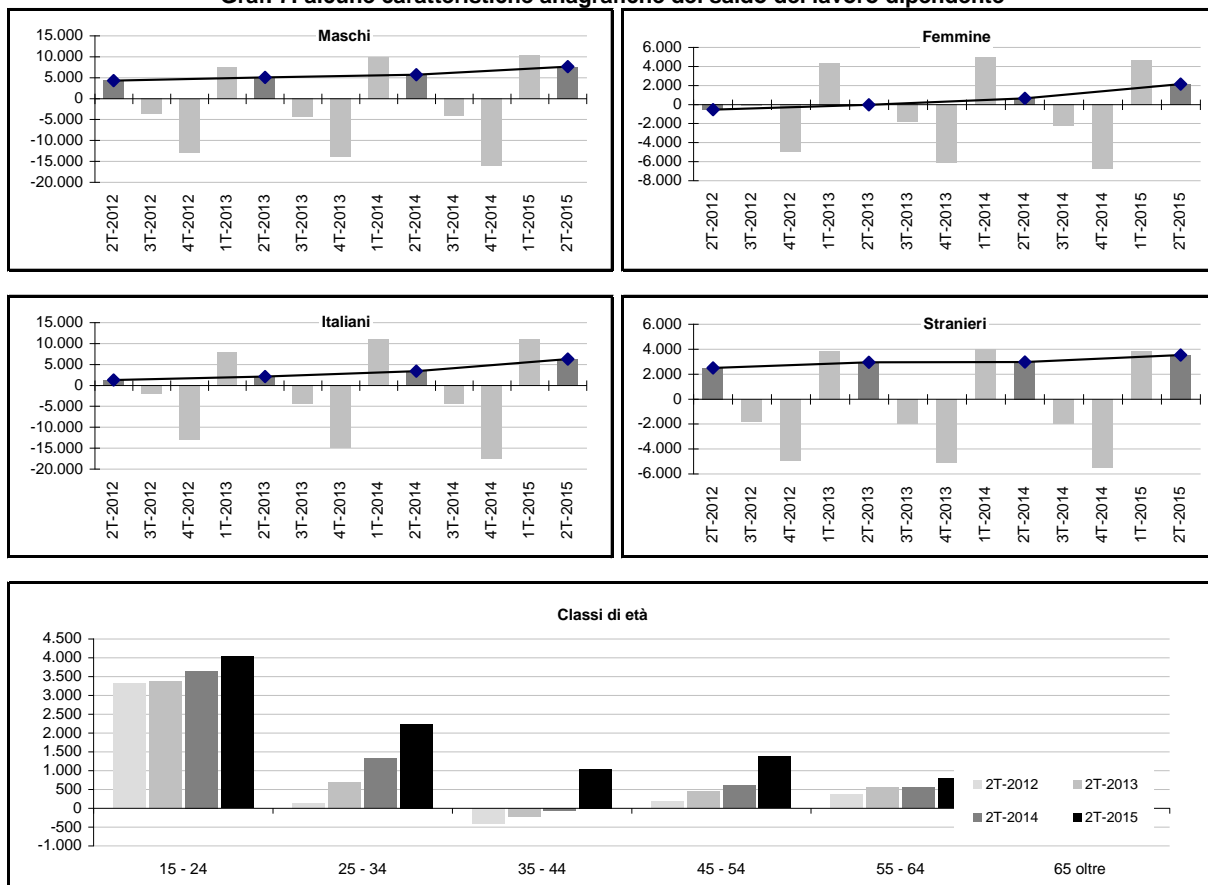 Graf. 7: alcune caratteristiche anagrafiche del saldo del lavoro dipendente
Maschi
15.000
10.000
5.000
0
-5.000
-10.000
-15.000
-20.000
2T-2012
3T-2012
4T-2012
1T-2013
2T-2013
3T-2013
4T-2013
1T-2014
2T-2014
3T-2014
4T-2014
1T-2015
2T-2015
Femmine
6.000
4.000
2.000
0
-2.000
-4.000
-6.000
-8.000
2T-2012
3T-2012
4T-2012
1T-2013
2T-2013
3T-2013
4T-2013
1T-2014
2T-2014
3T-2014
4T-2014
1T-2015
2T-2015
Italiani
15.000
10.000
5.000
0
-5.000
-10.000
-15.000
-20.000
2T-2012
3T-2012
4T-2012
1T-2013
2T-2013
3T-2013
4T-2013
1T-2014
2T-2014
3T-2014
4T-2014
1T-2015
2T-2015
Stranieri
6.000
4.000
2.000
0
-2.000
-4.000
-6.000
2T-2012
3T-2012
4T-2012
1T-2013
2T-2013
3T-2013
4T-2013
1T-2014
2T-2014
3T-2014
4T-2014
1T-2015
2T-2015
Classi di età
4.500
4.000
3.500
3.000
2.500
2.000
1.500
1.000
500
0
-500
-1.000
15 - 24
25 - 34
35 - 44
45 - 54
55 - 64
65 oltre
2T-2012
2T-2013
2T-2014
2T-2015